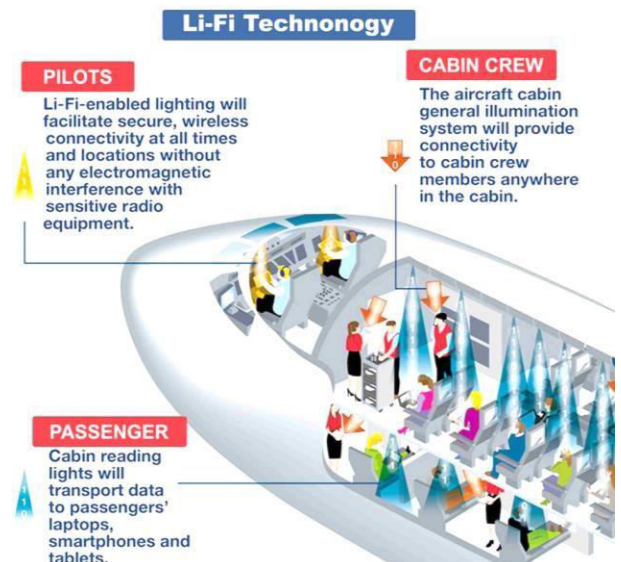 Li-Fi Technonogy
PILOTS
Li-Fi-enabled lighting will
facilitate secure, wireless
connectivity at all times
and locations without
any electromagnetic
interference with
sensitive radio
equipment.
CABIN CREW
The aircraft cabin
general illumination
system will provide
connectivity
to cabin crew
members anywhere
in the cabin.
PASSENGER
Cabin reading
lights will
transport data
to passengers'
laptops,
smartphones and
tablets.